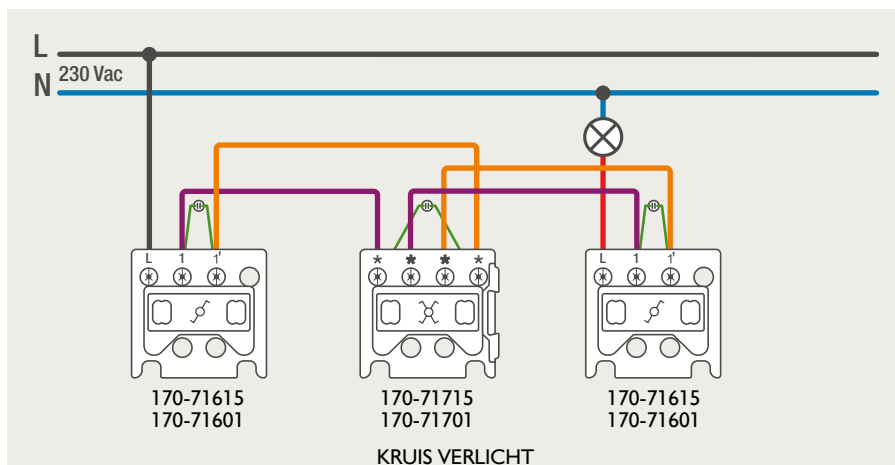 L
230 Vac
N
L 1 1’
* * * *
L 1 1’
170-71615
170-71601
170-71715
170-71701
170-71615
170-71601
KRUIS VERLICHT